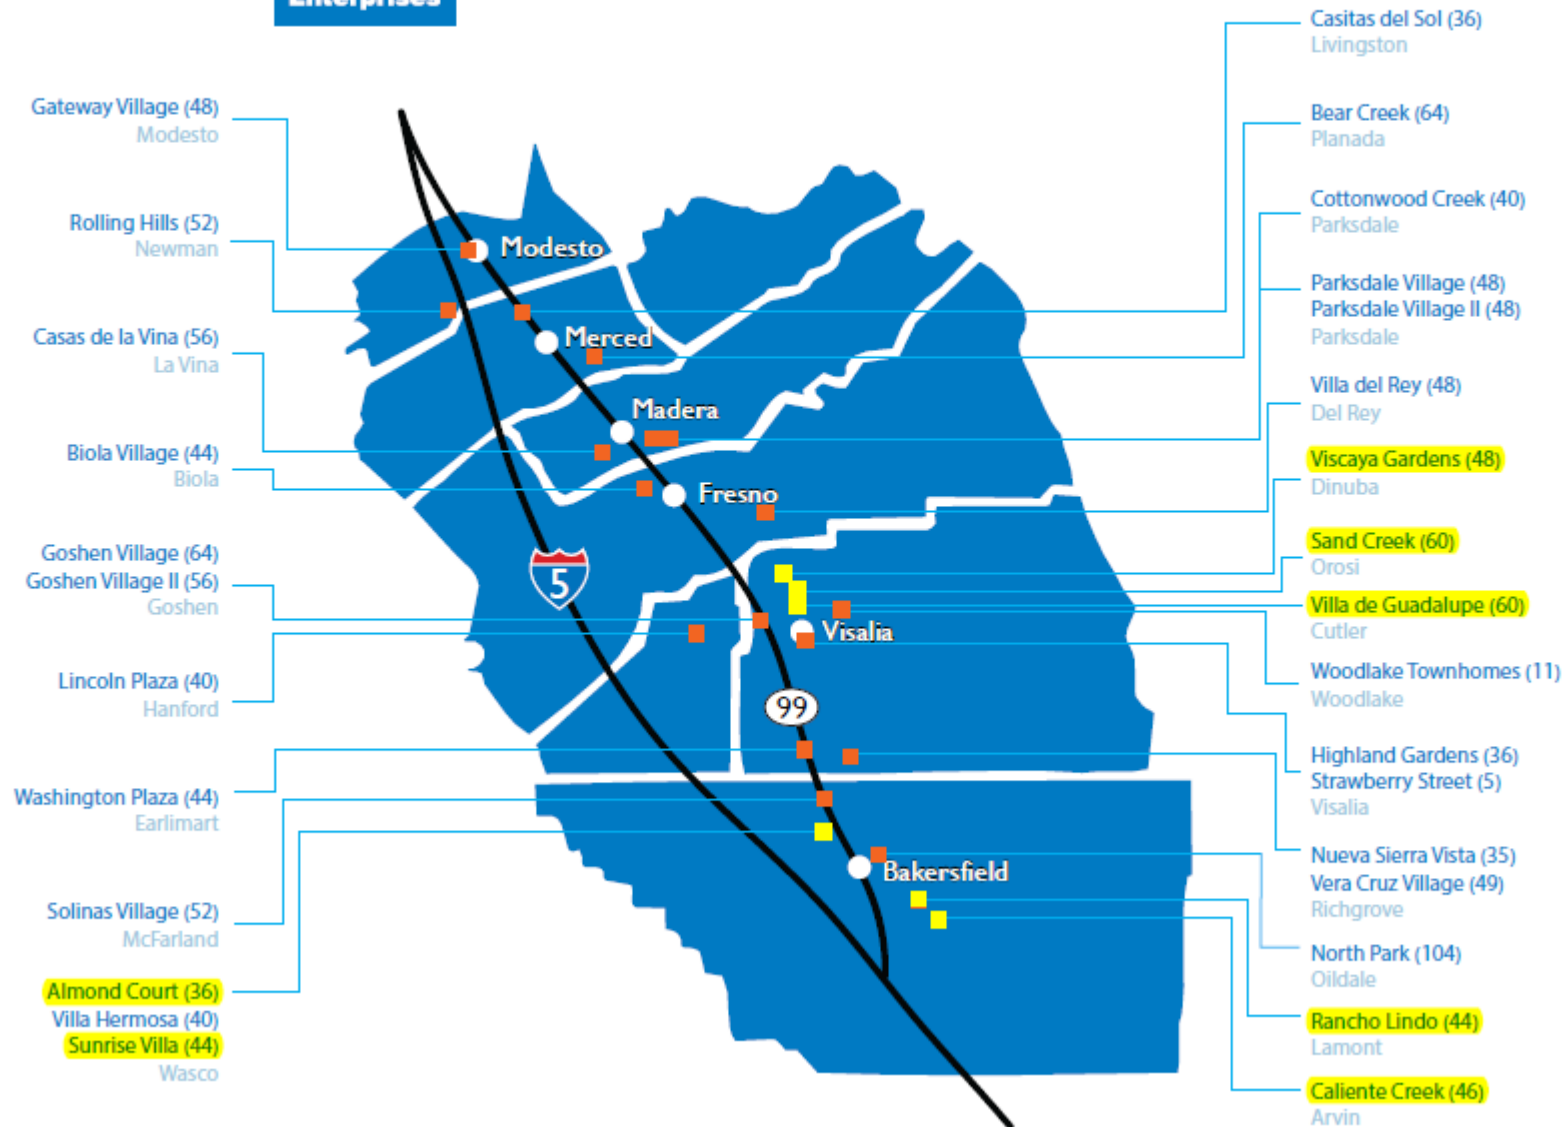 Enterprises
Gateway Village (48)
Modesto
Rolling Hills (52)
Newman
Casas de la Vina (56)
La Vina
Biola Village (44)
Biola
Goshen Village (64)
Goshen Village II (56)
Goshen
Lincoln Plaza (40)
Hanford
Washington Plaza (44)
Earlimart
Solinas Village (52)
McFarland
Almond Court (36)
Villa Hermosa (40)
Sunrise Villa (44)
Wasco
Modesto
Merced
Madera
Fresno
5
Visalia
99
Bakersfield
Casitas del Sol (36)
Livingston
Bear Creek (64)
Planada
Cottonwood Creek (40)
Parksdale
Parksdale Village (48)
Parksdale Village II (48)
Parksdale
Villa del Rey (48)
Del Rey
Viscaya Gardens (48)
Dinuba
Sand Creek (60)
Orosi
Villa de Guadalupe (60)
Cutler
Woodlake Townhomes (11)
Woodlake
Highland Gardens (36)
Strawberry Street (5)
Visalia
Nueva Sierra Vista (35)
Vera Cruz Village (49)
Richgrove
North Park (104)
Oildale
Rancho Lindo (44)
Lamont
Caliente Creek (46)
Arvin